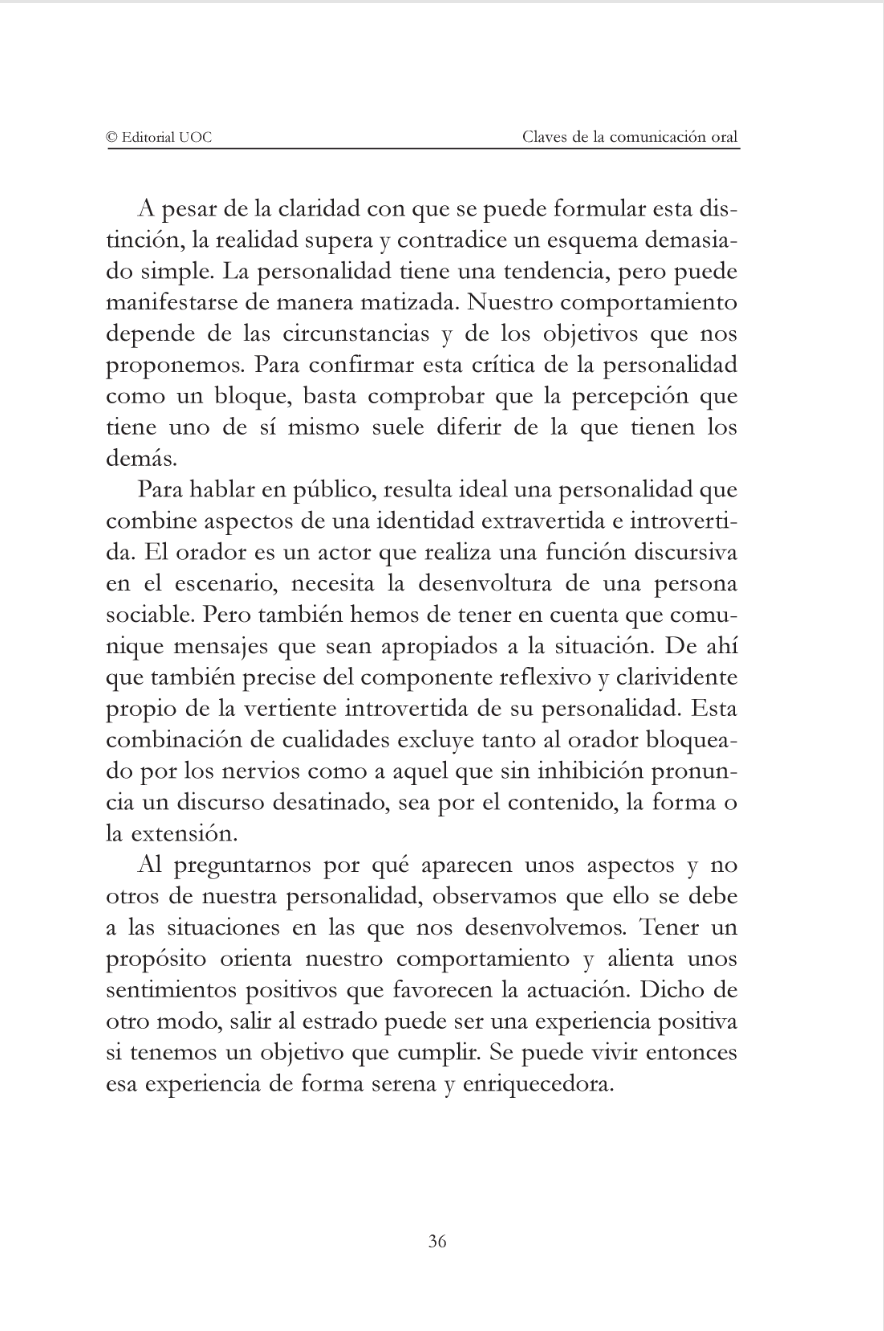 © Editorial UOC Claves de la comunicación oral
A pesar de la claridad con que se puede formular esta dis-
tinción, la realidad supera y contradice un esquema demasia-
do simple. La personalidad tiene una tendencia, pero puede
manifestarse de manera matizada. Nuestro comportamiento
depende de las circunstancias y de los objetivos que nos
proponemos. Para confirmar esta crítica de la personalidad
como un bloque, basta comprobar que la percepción que
tiene uno de sí mismo suele diferir de la que tienen los
demás.
Para hablar en público, resulta ideal una personalidad que
combine aspectos de una identidad extravertida e introverti-
da. El orador es un actor que realiza una función discursiva
en el escenario, necesita la desenvoltura de una persona
sociable. Pero también hemos de tener en cuenta que comu-
nique mensajes que sean apropiados a la situación. De ahí
que también precise del componente reflexivo y clarividente
propio de la vertiente introvertida de su personalidad. Esta
combinación de cualidades excluye tanto al orador bloquea-
do por los nervios como a aquel que sin inhibición pronun-
cia un discurso desatinado, sea por el contenido, la forma o
la extensión.
Al preguntarnos por qué aparecen unos aspectos y no
otros de nuestra personalidad, observamos que ello se debe
a las situaciones en las que nos desenvolvemos. Tener un
propósito orienta nuestro comportamiento y alienta unos
sentimientos positivos que favorecen la actuación. Dicho de
otro modo, salir al estrado puede ser una experiencia positiva
si tenemos un objetivo que cumplir. Se puede vivir entonces
esa experiencia de forma serena y enriquecedora.
36